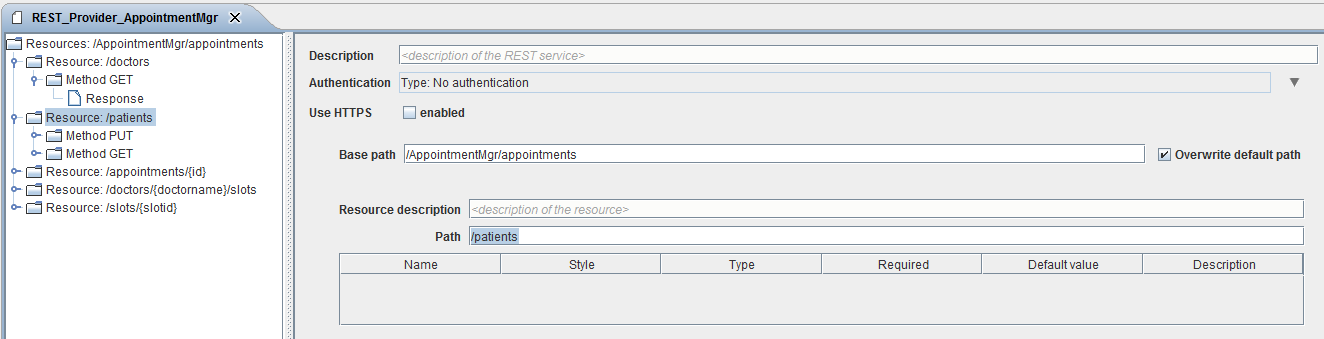 REST_Provider_AppointmentMgr
Resources: /AppointmentMgr/appointments
Resource: /doctors
Method GET
Response
Resource: /patients
Method PUT
Method GET
Resource: /appointments/{id}
Resource: /doctors/{doctorname}/slots
Resource: /slots/{slotid}
Description <description of the REST service>
Authentication Type: No authentication
Use HTTPS enabled
Base path /AppointmentMgr/appointments Overwrite default path
Resource description <description of the resource>
Path /patients
Name Style Type Required Default value Description